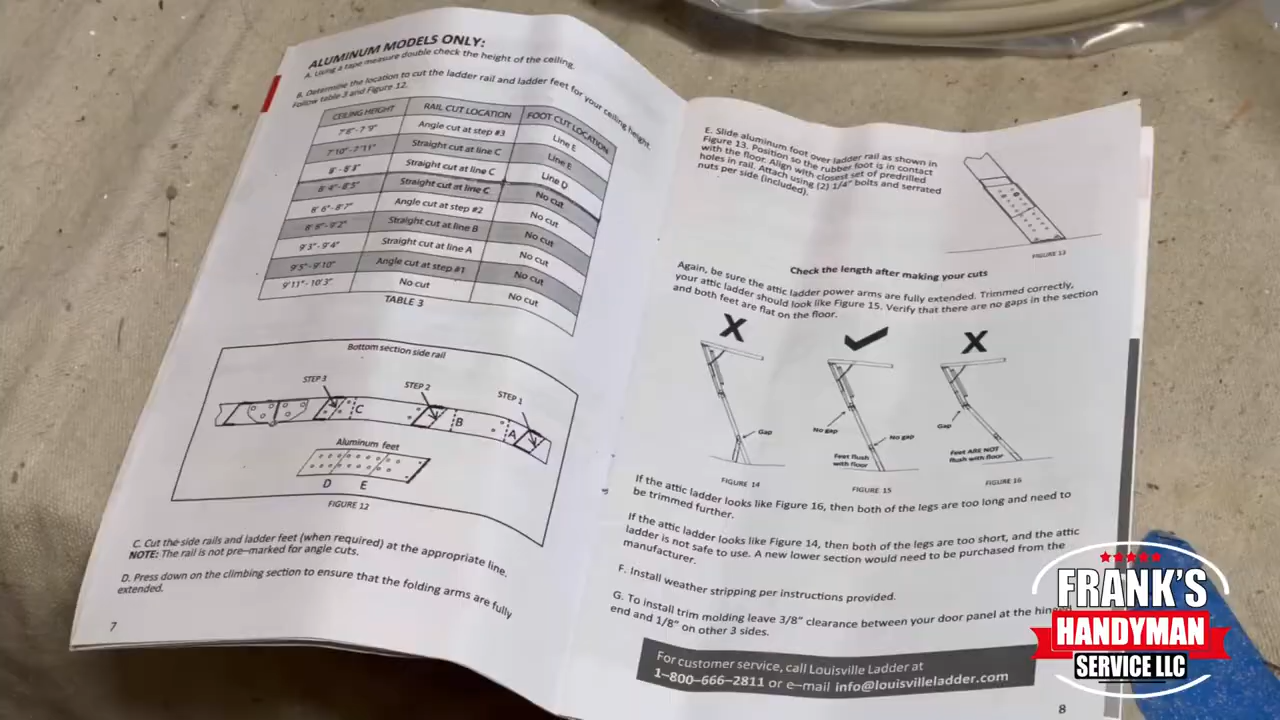 ALUMINUM MODELS ONLY:
A. Using a tape measure double check the height of the ceiling.
B. Determine the location to cut the ladder rail and ladder feet for your ceiling height.
Follow table 3 and Figure 12.
CEILING HEIGHT RAIL CUT LOCATION FOOT CUT LOCATION
7'8"-7'9" Angle cut at step #3 Line E
7'10"-7'11" Straight cut at line C Line E
8'-8'3" Straight cut at line C Line D
8'4"-8'5" Straight cut at line C No cut
8'6"-8'7" Angle cut at step #2 No cut
8'8"-9'2" Straight cut at line B No cut
9'3"-9'4" Straight cut at line A No cut
9'5"-9'10" Angle cut at step #1 No cut
9'11"-10'3" No cut No cut
TABLE 3
Bottom section side rail
STEP 3 STEP 2 STEP 1
C B A
Aluminum feet
D E
FIGURE 12
C. Cut the side rails and ladder feet (when required) at the appropriate line.
NOTE: The rail is not pre-marked for angle cuts.
D. Press down on the climbing section to ensure that the folding arms are fully
extended.
7
E. Slide aluminum foot over ladder rail as shown in
Figure 13. Position so the rubber foot is in contact
with the floor. Align with closest set of predrilled
holes in rail. Attach using (2) 1/4" bolts and serrated
nuts per side (included).
FIGURE 13
Check the length after making your cuts
Again, be sure the attic ladder power arms are fully extended. Trimmed correctly,
your attic ladder should look like Figure 15. Verify that there are no gaps in the section
and both feet are flat on the floor.
Gap
No gap
No gap
Feet flush
with floor
Gap
Feet ARE NOT
flush with floor
FIGURE 14 FIGURE 15 FIGURE 16
If the attic ladder looks like Figure 16, then both of the legs are too long and need to
be trimmed further.
If the attic ladder looks like Figure 14, then both of the legs are too short, and the attic
ladder is not safe to use. A new lower section would need to be purchased from the
manufacturer.
F. Install weather stripping per instructions provided.
G. To install trim molding leave 3/8" clearance between your door panel at the hinged
end and 1/8" on other 3 sides.
For customer service, call Louisville Ladder at
1-800-666-2811 or e-mail info@louisvilleladder.com
8
FRANK'S
HANDYMAN
SERVICE LLC